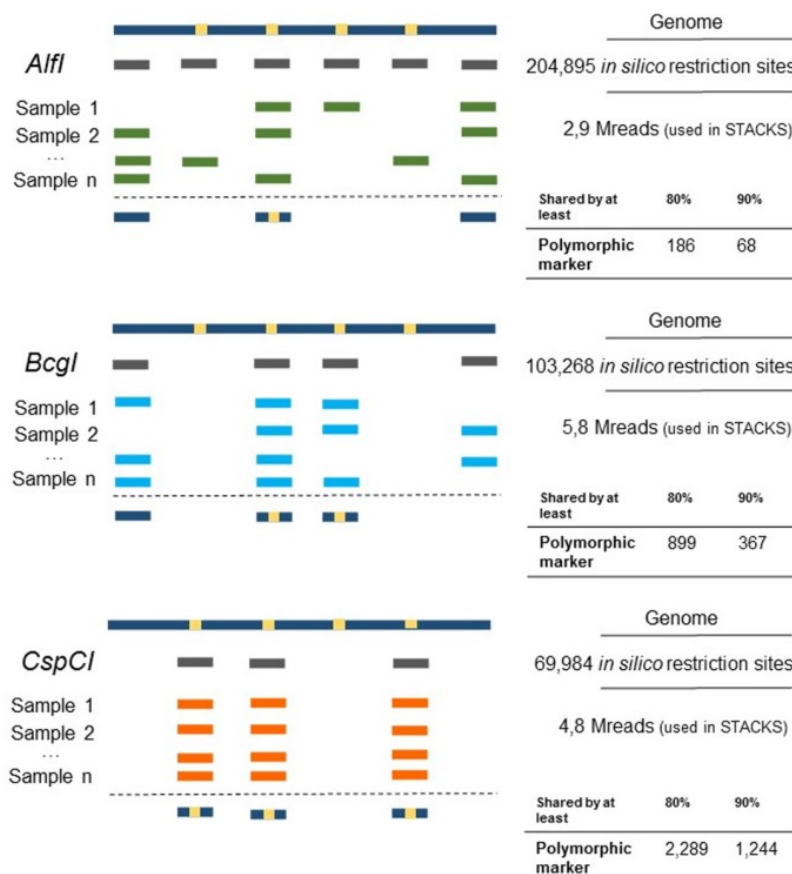 Genome
AlfI
204,895 in silico restriction sites
Sample 1
2,9 Mreads (used in STACKS)
Sample 2
...
Sample n
Shared by at least 80% 90%
Polymorphic marker 186 68
Genome
BcgI
103,268 in silico restriction sites
Sample 1
5,8 Mreads (used in STACKS)
Sample 2
...
Sample n
Shared by at least 80% 90%
Polymorphic marker 899 367
Genome
CspCI
69,984 in silico restriction sites
Sample 1
4,8 Mreads (used in STACKS)
Sample 2
...
Sample n
Shared by at least 80% 90%
Polymorphic marker 2,289 1,244